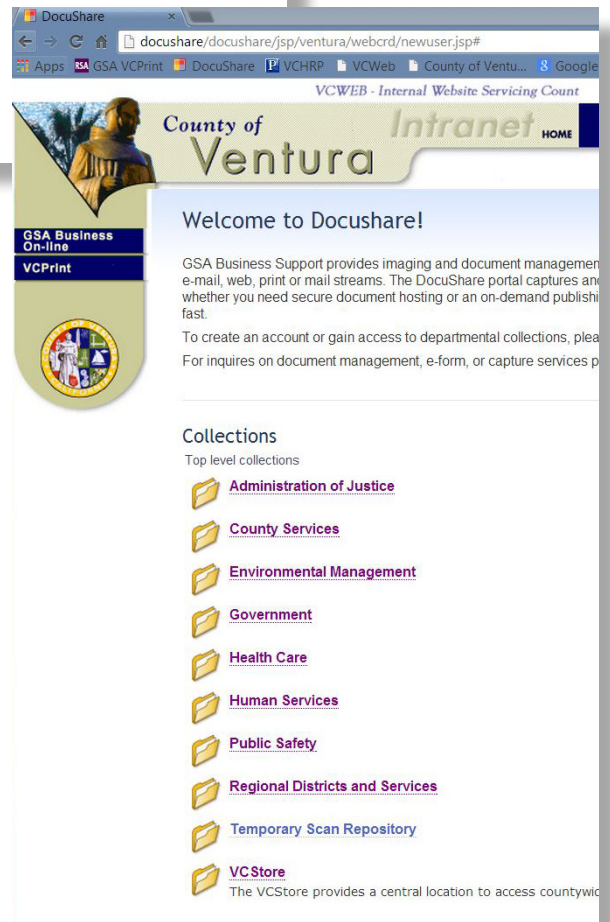 DocuShare
docushare/docushare/jsp/ventura/webcrd/newuser.jsp#
Apps RSA GSA VCPrint DocuShare P VCHRP VCWeb County of Ventu... 8 Google
VCWEB - Internal Website Servicing Count
County of
Ventura
Intranet HOME
GSA Business
On-line
VCPrint
Welcome to Docushare!
GSA Business Support provides imaging and document managemen
e-mail, web, print or mail streams. The DocuShare portal captures and
whether you need secure document hosting or an on-demand publishi
fast.
To create an account or gain access to departmental collections, plea
For inquires on document management, e-form, or capture services p
Collections
Top level collections
Administration of Justice
County Services
Environmental Management
Government
Health Care
Human Services
Public Safety
Regional Districts and Services
Temporary Scan Repository
VCStore
The VCStore provides a central location to access countywid